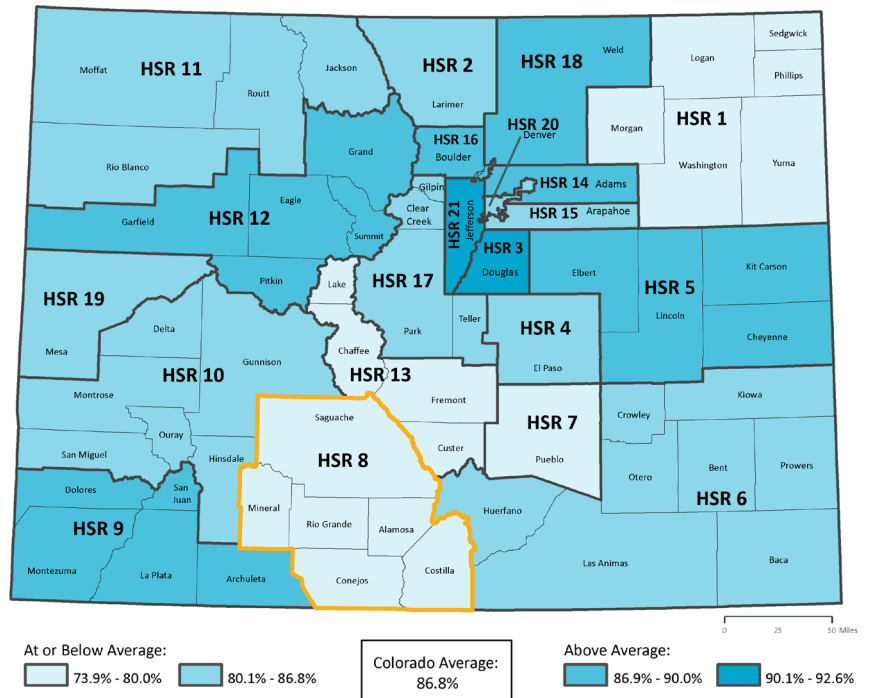 Sedgwick
Weld
HSR 18
Logan
HSR 2
Jackson
HSR 11
Moffat
Phillips
Routt
Larimer
HSR 1
HSR 20
Morgan
Denver
HSR 16
Boulder
Grand
Rio Blanco
Washington
Yuma
HSR 14
Adams
Gilpin
Eagle
Clear
Creek
HSR 21
Jefferson
HSR 15
Arapahoe
Garfield
HSR 12
Summit
HSR 3
Douglas
Elbert
Kit Carson
HSR 17
Pitkin
Lake
HSR 5
HSR 19
Lincoln
Teller
Delta
Park
HSR 4
Cheyenne
Mesa
Chaffee
Gunnison
El Paso
HSR 10
HSR 13
Montrose
Kiowa
Fremont
Saguache
Crowley
HSR 7
Ouray
Custer
San Miguel
Hinsdale
HSR 8
Pueblo
Bent
Prowers
Otero
Dolores
San
Juan
HSR 6
Mineral
Huerfano
HSR 9
Rio Grande
Alamosa
Las Animas
Baca
Montezuma
La Plata
Archuleta
Conejos
Costilla
0 25 50 Miles
At or Below Average:
73.9% - 80.0%
80.1% - 86.8%
Colorado Average:
86.8%
Above Average:
86.9% - 90.0%
90.1% - 92.6%